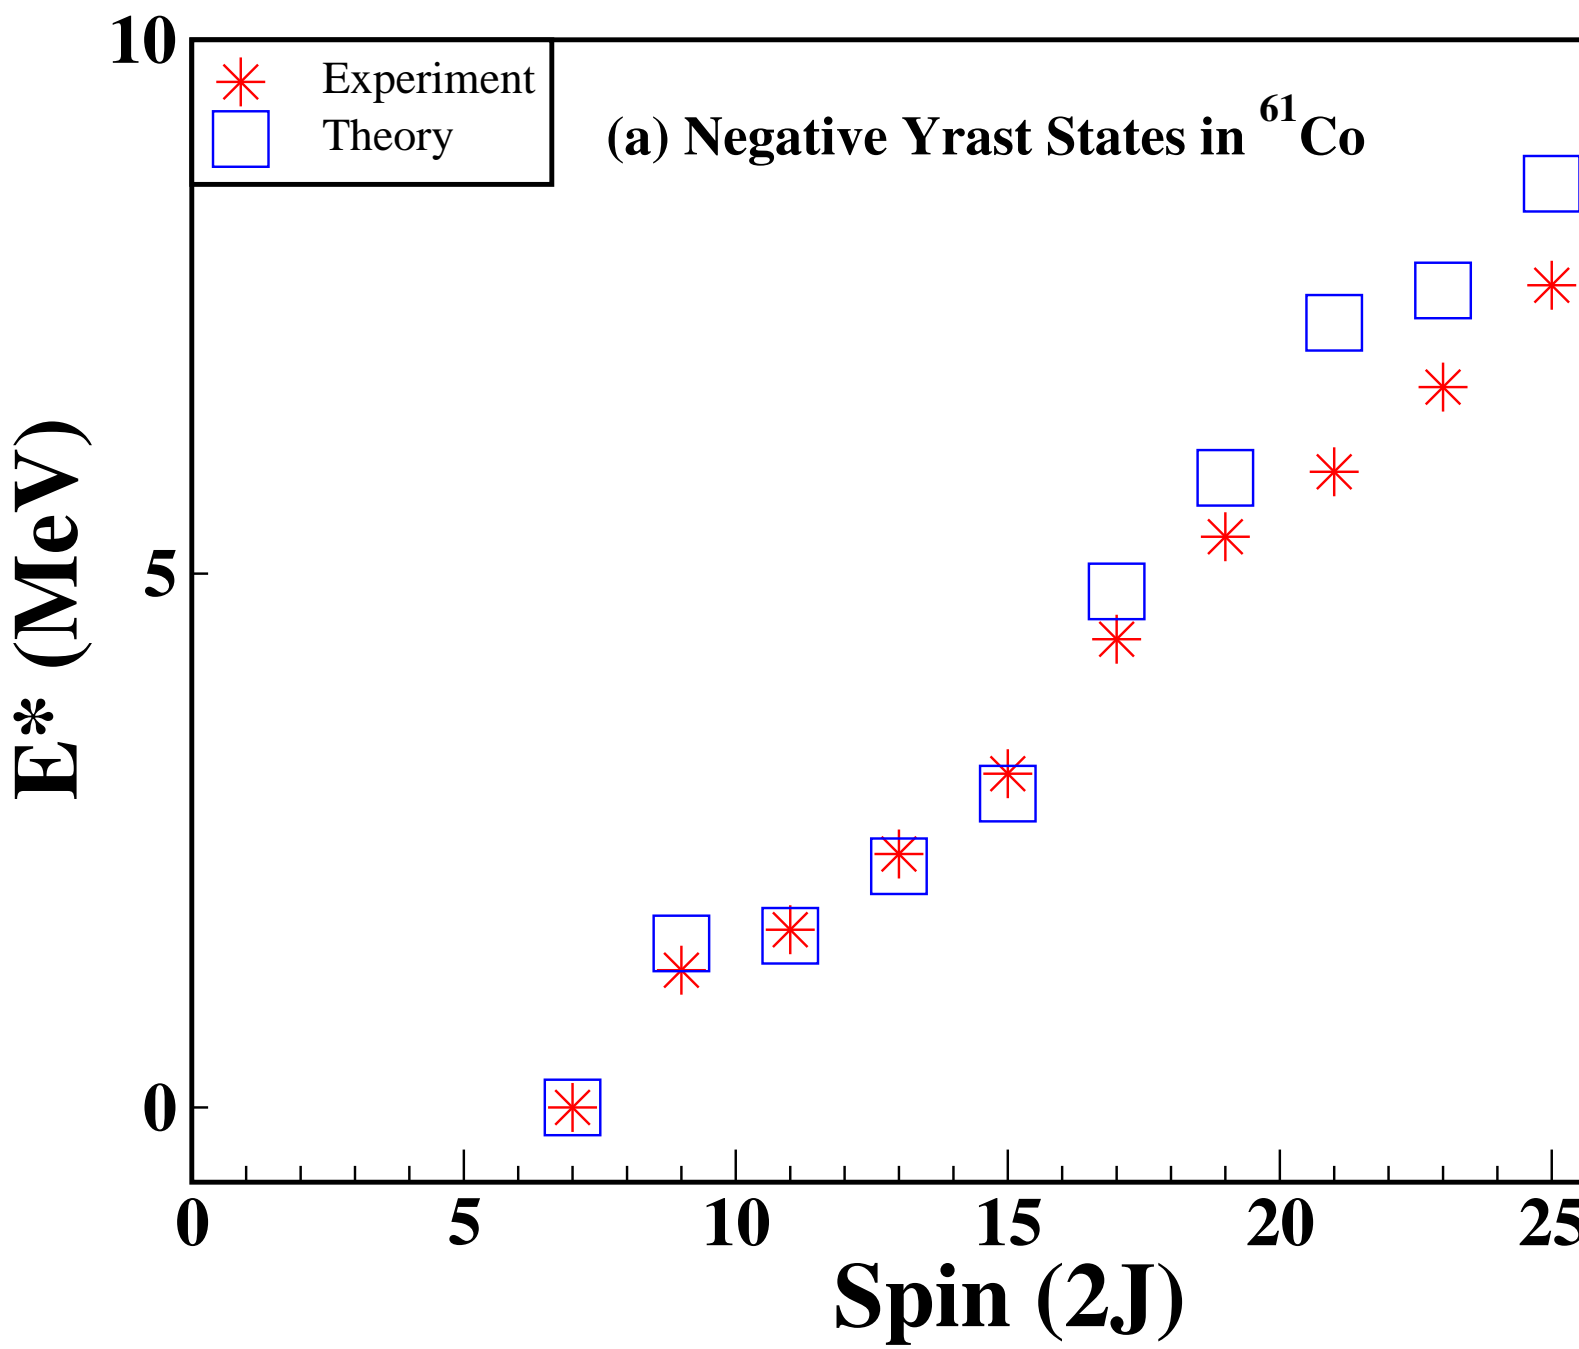 10
Experiment
Theory
(a) Negative Yrast States in ⁶¹Co
5
0
E* (MeV)
0 5 10 15 20 25
Spin (2J)